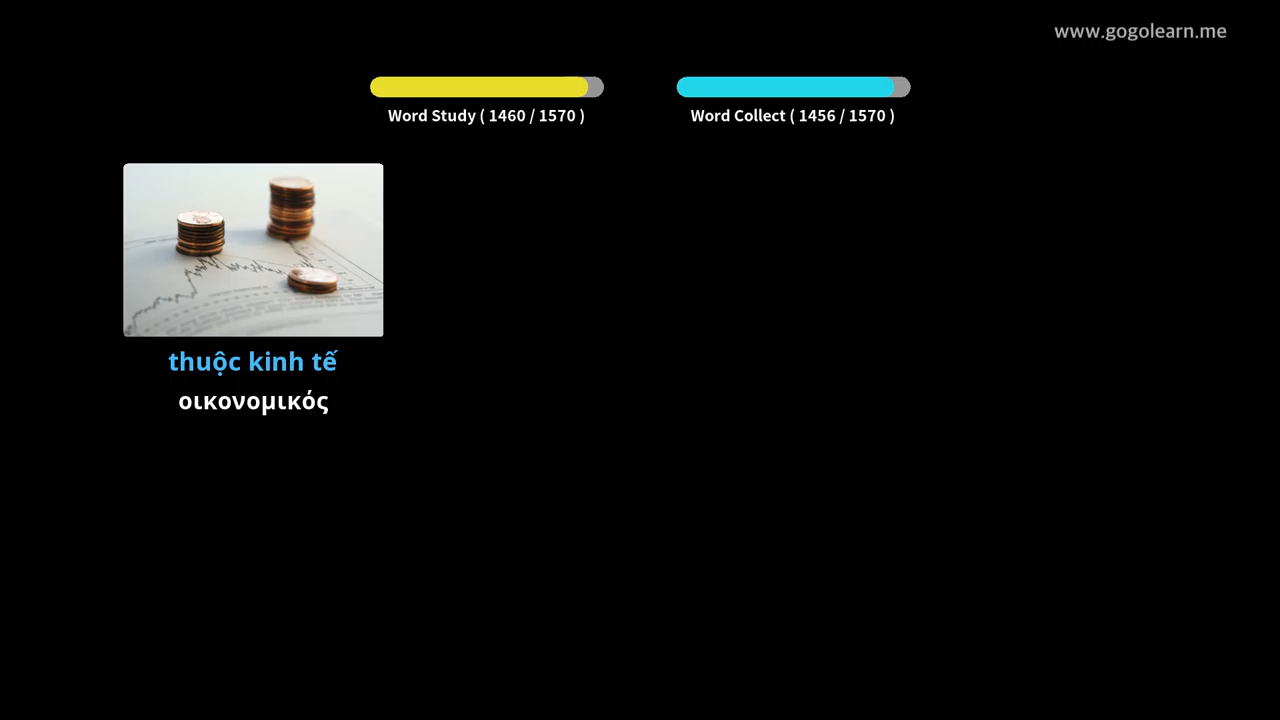 www.gogolearn.me
Word Study ( 1460 / 1570 )
Word Collect ( 1456 / 1570 )
thuộc kinh tế
οικονομικός